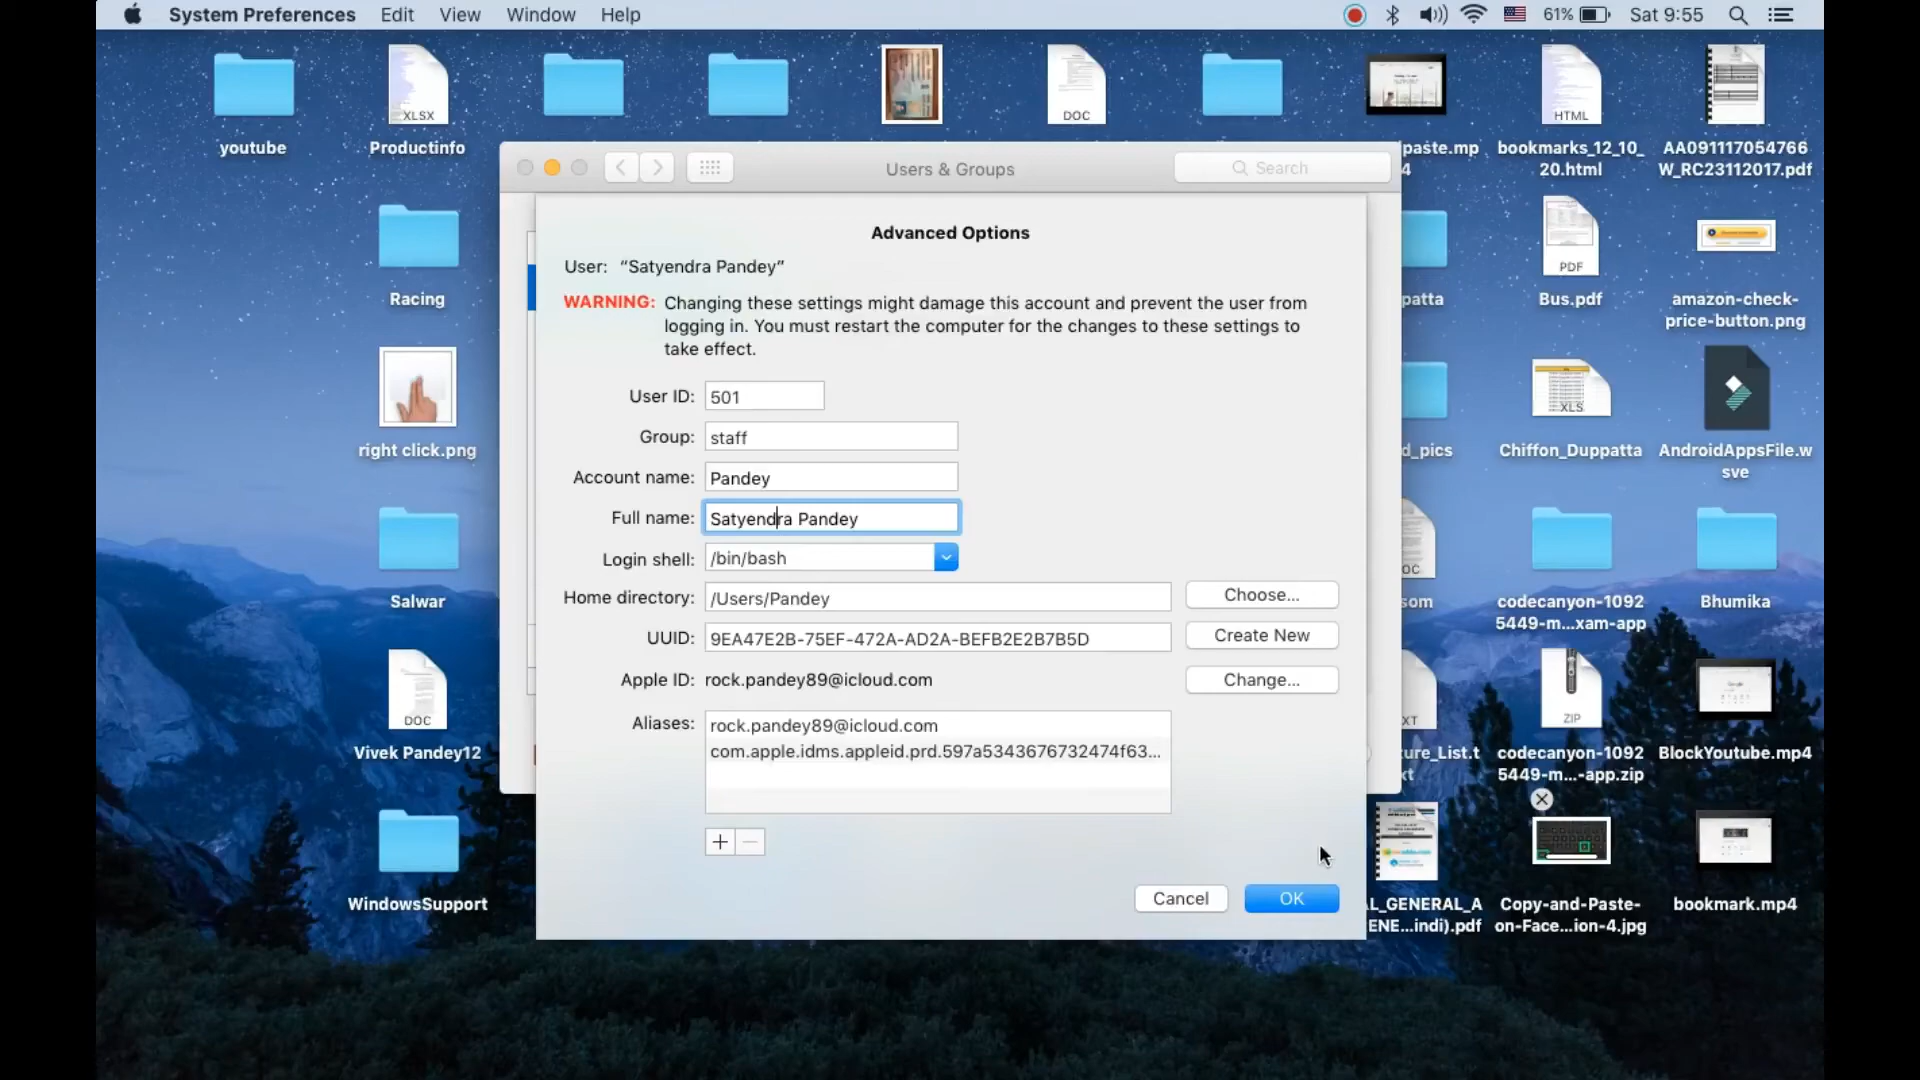 System Preferences Edit View Window Help
61% Sat 9:55
XLSX
DOC
HTML
youtube
Productinfo
paste.mp
4
bookmarks_12_10_
20.html
AA091117054766
W_RC23112017.pdf
Users & Groups
Search
Advanced Options
User: “Satyendra Pandey”
WARNING: Changing these settings might damage this account and prevent the user from
logging in. You must restart the computer for the changes to these settings to
take effect.
User ID: 501
Group: staff
Account name: Pandey
Full name: Satyendra Pandey
Login shell: /bin/bash
Home directory: /Users/Pandey
Choose...
UUID: 9EA47E2B-75EF-472A-AD2A-BEFB2E2B7B5D
Create New
Apple ID: rock.pandey89@icloud.com
Change...
Aliases: rock.pandey89@icloud.com
com.apple.idms.appleid.prd.597a5343676732474f63...
+
−
Cancel
OK
Racing
right click.png
Salwar
DOC
Vivek Pandey12
WindowsSupport
patta
PDF
Bus.pdf
amazon-check-
price-button.png
d_pics
XLS
Chiffon_Duppatta
AndroidAppsFile.w
sve
OC
som
codecanyon-1092
5449-m...xam-app
Bhumika
XT
ure_List.t
xt
ZIP
codecanyon-1092
5449-m...-app.zip
BlockYoutube.mp4
L_GENERAL_A
ENE...indi).pdf
Copy-and-Paste-
on-Face...ion-4.jpg
bookmark.mp4